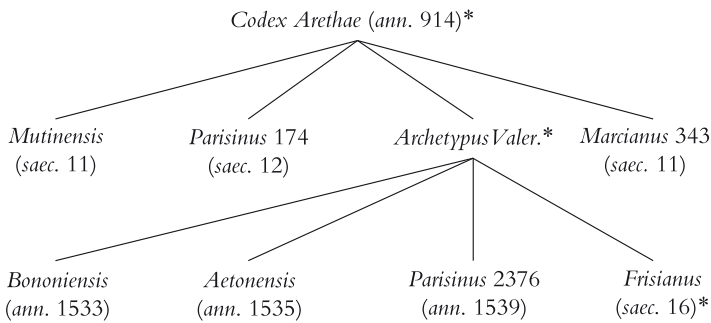 Codex Arethae (ann. 914)*
Mutinensis Parisinus 174 Archetypus Valer.* Marcianus 343
(saec. 11) (saec. 12) (saec. 11)
Bononiensis Aetonensis Parisinus 2376 Frisianus
(ann. 1533) (ann. 1535) (ann. 1539) (saec. 16)*